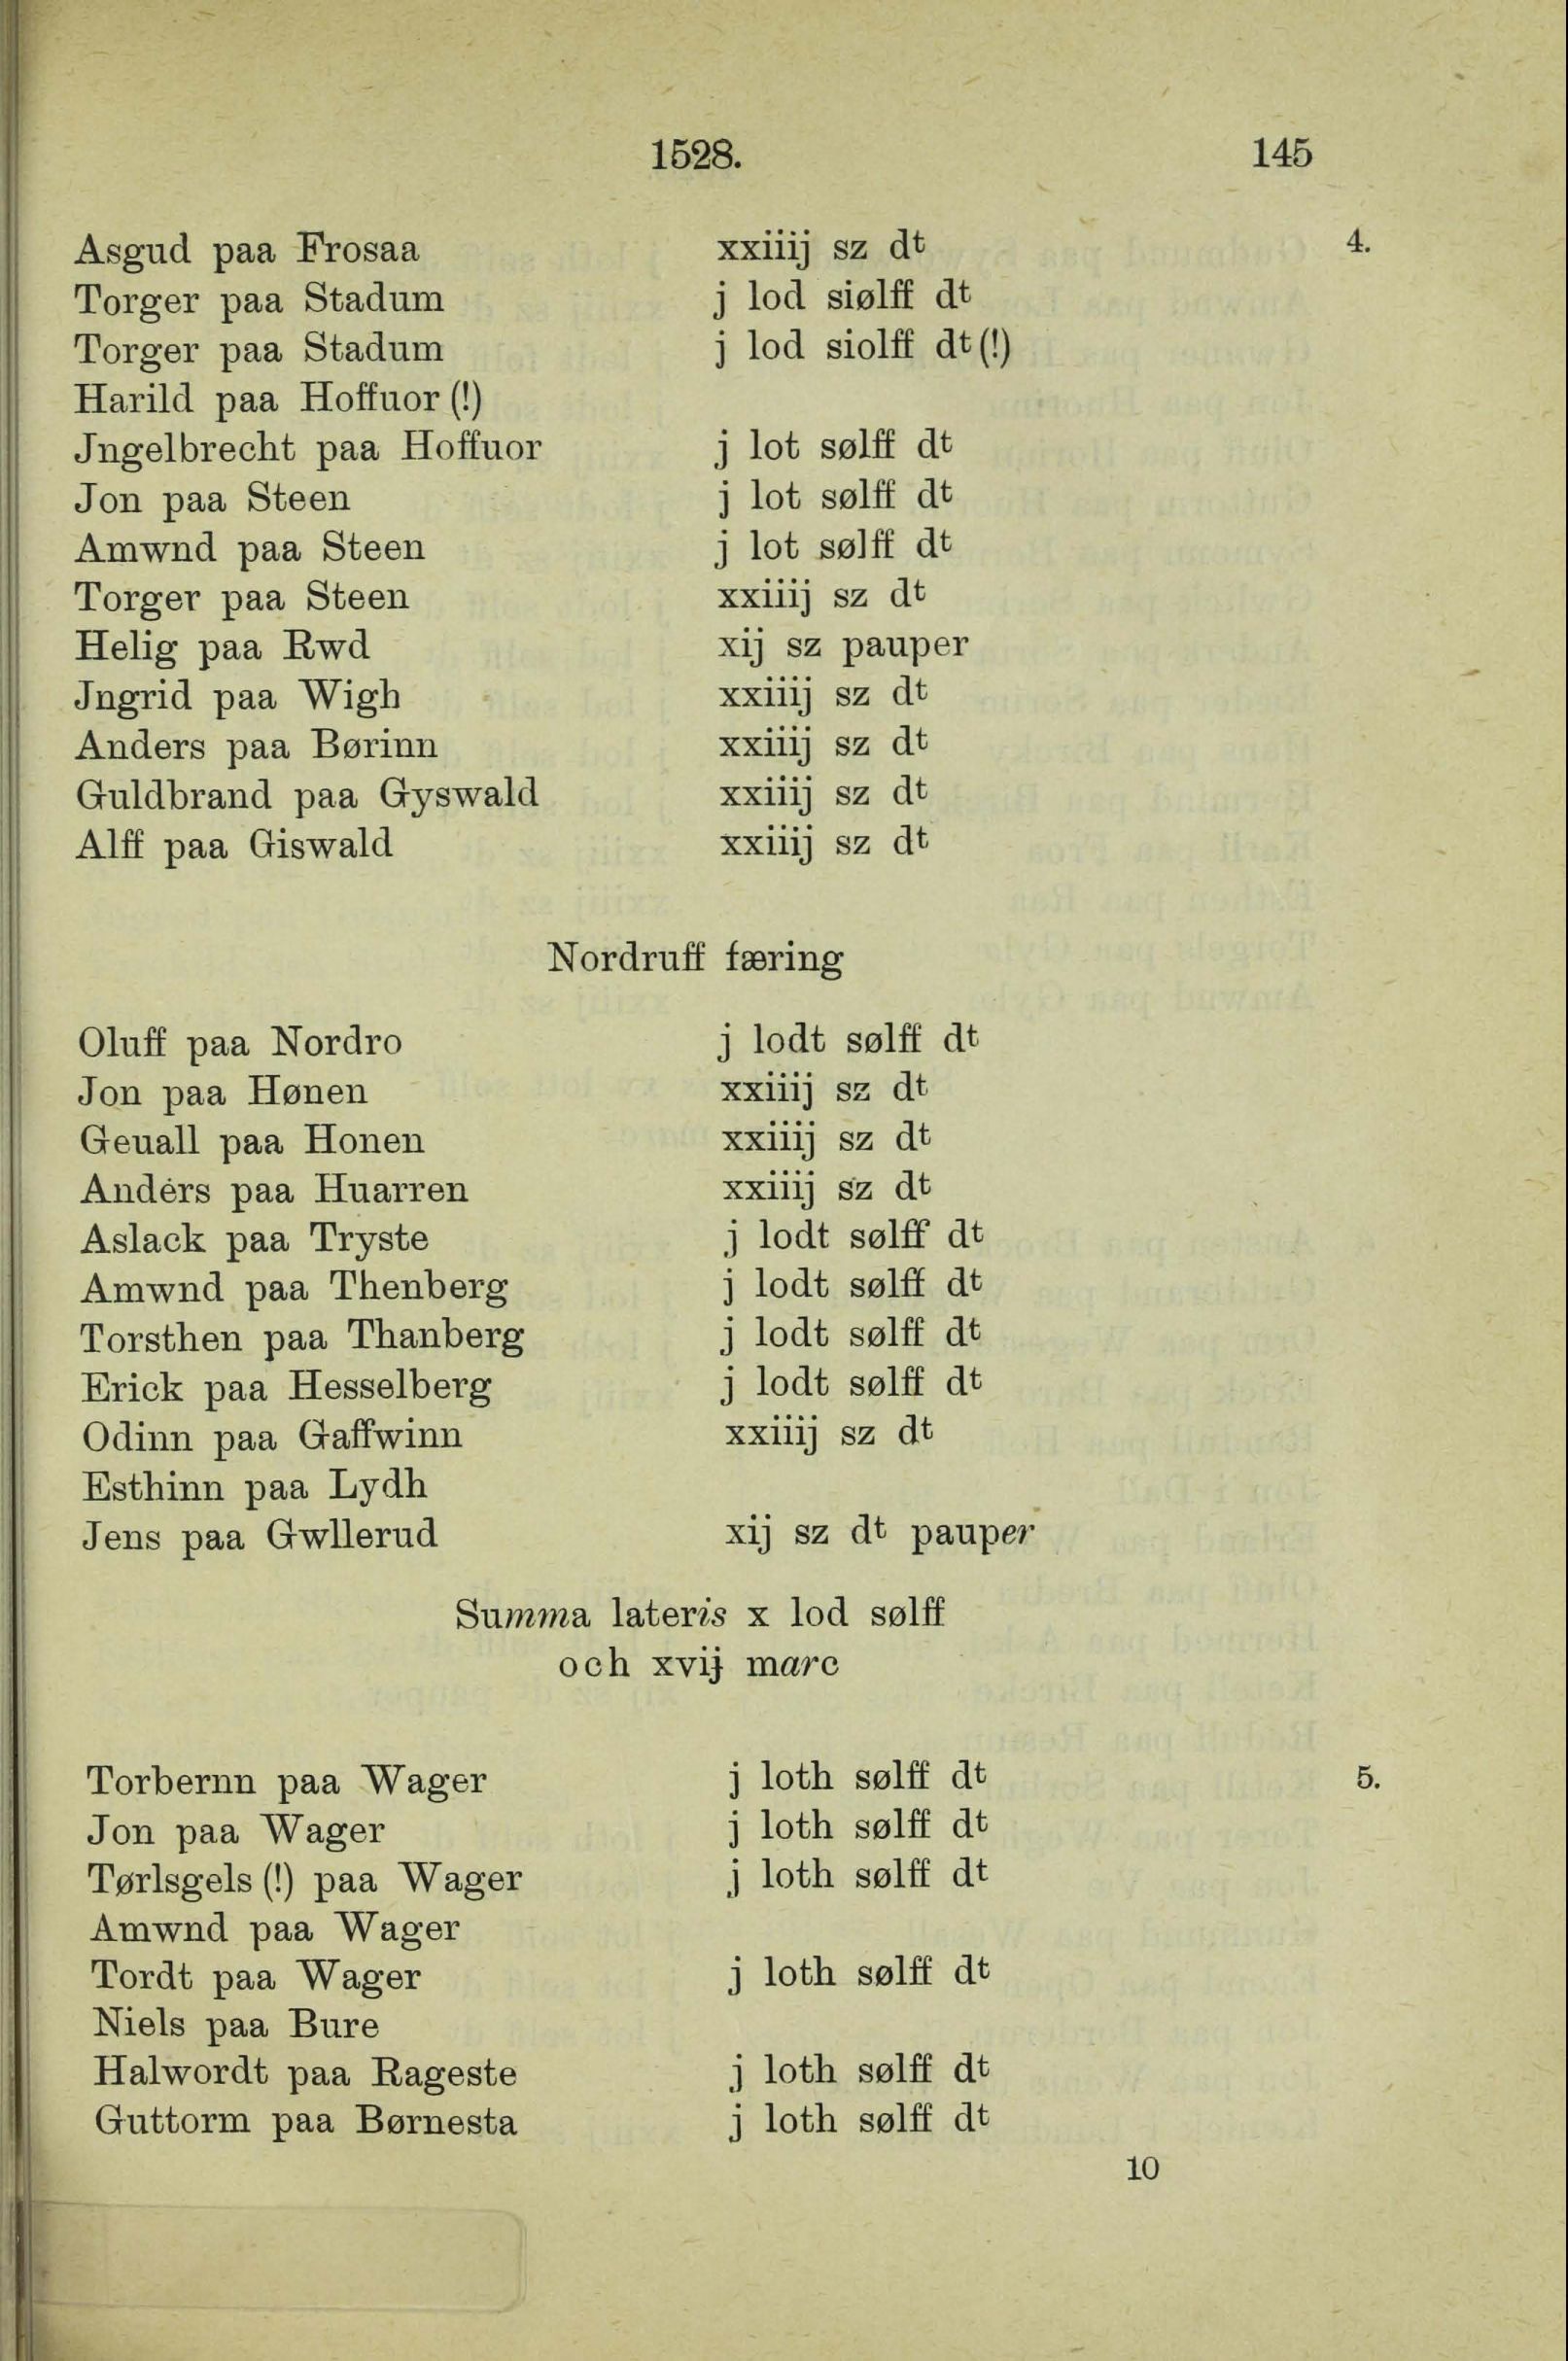 1528. 145
Asgud paa Frosaa xxiiij sz dt 4.
Torger paa Stadum j lod siølff dt
Torger paa Stadum j lod siolff dt (!)
Harild paa Hoffuor (!)
Jngelbrecht paa Hoffuor j lot sølff dt
Jon paa Steen j lot sølff dt
Amwnd paa Steen j lot sølff dt
Torger paa Steen xxiiij sz dt
Helig paa Rwd xij sz pauper
Jngrid paa Wigh xxiiij sz dt
Anders paa Børinn xxiiij sz dt
Guldbrand paa Gyswald xxiiij sz dt
Alff paa Giswald xxiiij sz dt
Nordruff færing
Oluff paa Nordro j lodt sølff dt
Jon paa Hønen xxiiij sz dt
Geuall paa Honen xxiiij sz dt
Anders paa Huarren xxiiij sz dt
Aslack paa Tryste j lodt sølff dt
Amwnd paa Thenberg j lodt sølff dt
Torsthen paa Thanberg j lodt sølff dt
Erick paa Hesselberg j lodt sølff dt
Odinn paa Gaffwinn xxiiij sz dt
Esthinn paa Lydh
Jens paa Gwllerud xij sz dt pauper
Summa lateris x lod sølff
och xvij marc
Torbernn paa Wager j loth sølff dt 5.
Jon paa Wager j loth sølff dt
Tørlsgels (!) paa Wager j loth sølff dt
Amwnd paa Wager
Tordt paa Wager j loth sølff dt
Niels paa Bure
Halwordt paa Rageste j loth sølff dt
Guttorm paa Børnesta j loth sølff dt
10